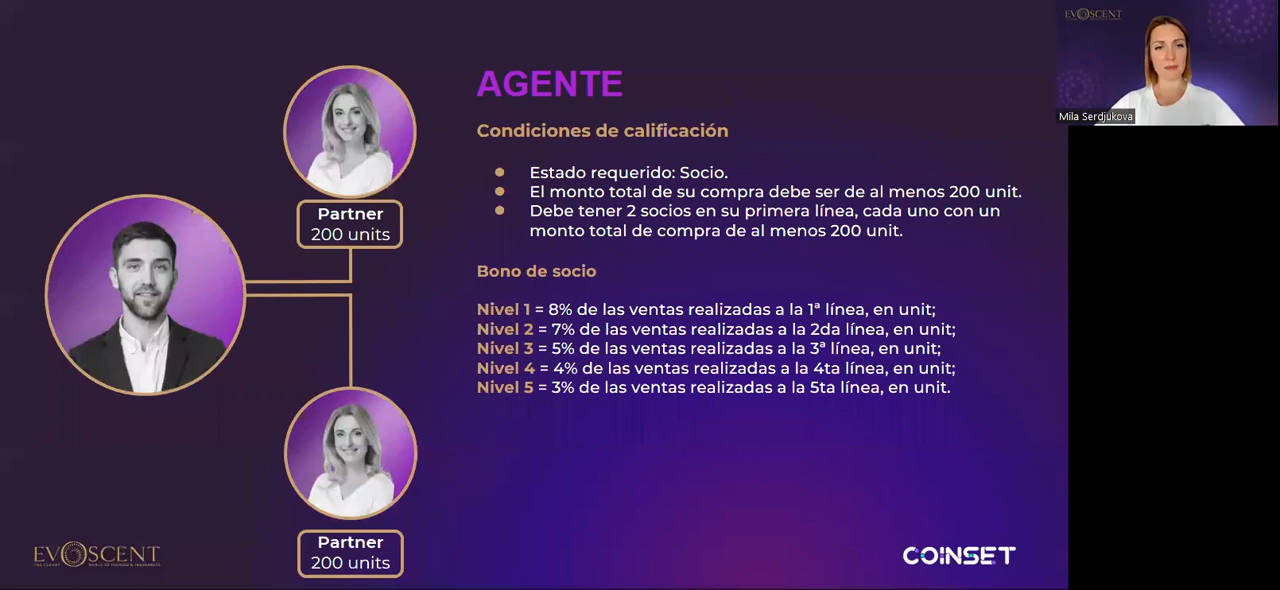 AGENTE
Condiciones de calificación
Estado requerido: Socio.
El monto total de su compra debe ser de al menos 200 unit.
Debe tener 2 socios en su primera línea, cada uno con un
monto total de compra de al menos 200 unit.
Bono de socio
Nivel 1 = 8% de las ventas realizadas a la 1ª línea, en unit;
Nivel 2 = 7% de las ventas realizadas a la 2da línea, en unit;
Nivel 3 = 5% de las ventas realizadas a la 3ª línea, en unit;
Nivel 4 = 4% de las ventas realizadas a la 4ta línea, en unit;
Nivel 5 = 3% de las ventas realizadas a la 5ta línea, en unit.
Partner
200 units
Partner
200 units
EVOSCENT
COINSET
EVOSCENT
Mila Serdjukova